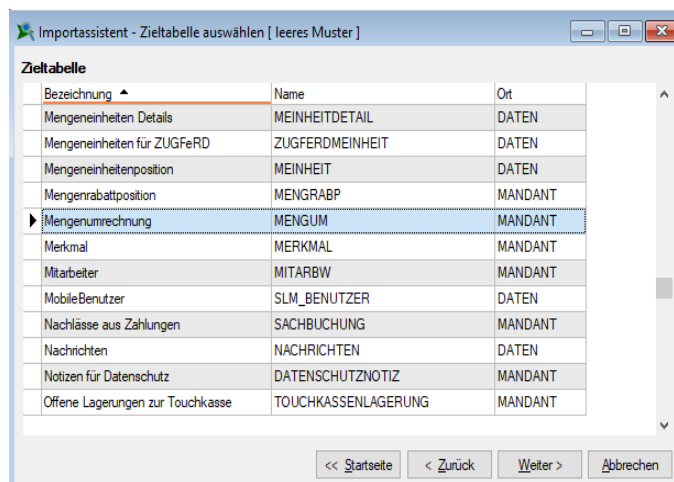 Importassistent - Zieltabelle auswählen [ leeres Muster ]
Zieltabelle
Bezeichnung Name Ort
Mengeneinheiten Details MEINHEITDETAIL DATEN
Mengeneinheiten für ZUGFeRD ZUGFERDMEINHEIT DATEN
Mengeneinheitenposition MEINHEIT DATEN
Mengenrabattposition MENGRABP MANDANT
Mengenumrechnung MENGUM MANDANT
Merkmal MERKMAL MANDANT
Mitarbeiter MITARBW MANDANT
MobileBenutzer SLM_BENUTZER DATEN
Nachlässe aus Zahlungen SACHBUCHUNG MANDANT
Nachrichten NACHRICHTEN DATEN
Notizen für Datenschutz DATENSCHUTZNOTIZ MANDANT
Offene Lagerungen zur Touchkasse TOUCHKASSENLAGERUNG MANDANT
<< Startseite < Zurück Weiter > Abbrechen